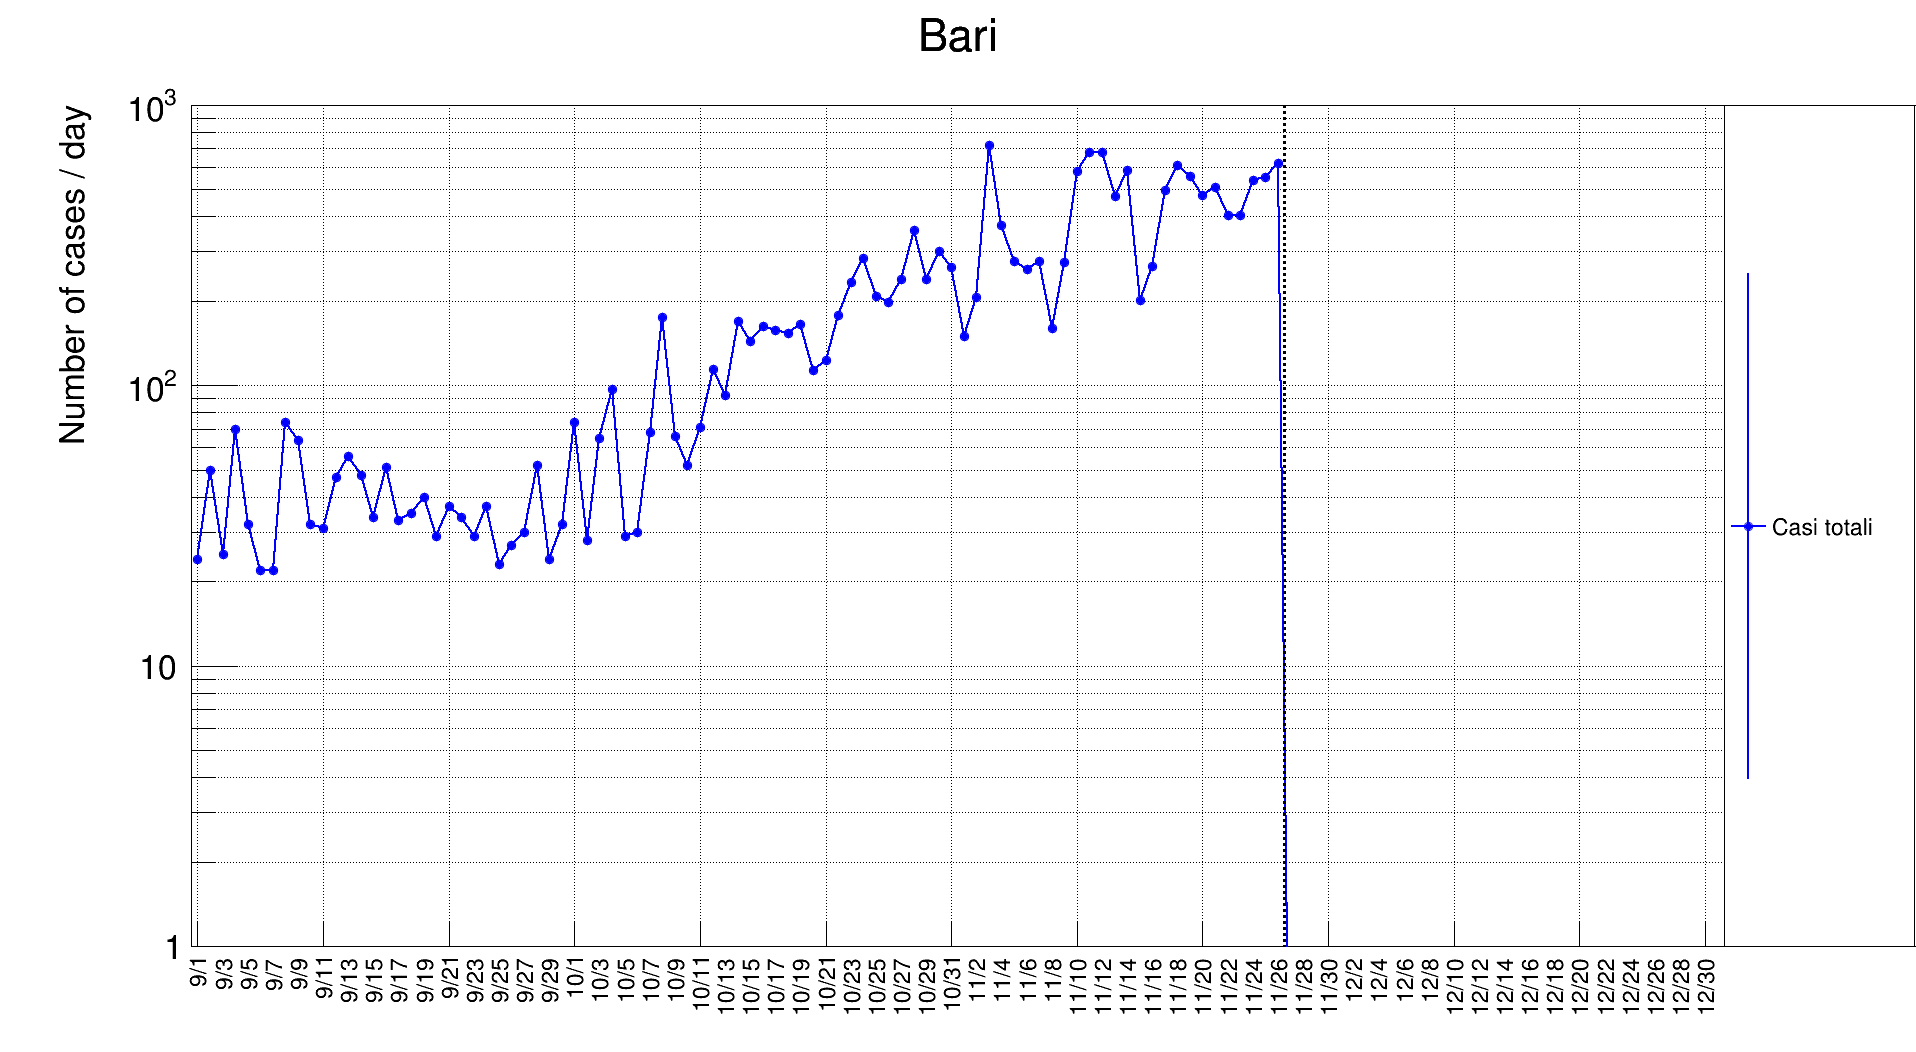 Bari
Number of cases / day
10³
10²
10
1
9/1 9/3 9/5 9/7 9/9 9/11 9/13 9/15 9/17 9/19 9/21 9/23 9/25 9/27 9/29 10/1 10/3 10/5 10/7 10/9 10/11 10/13 10/15 10/17 10/19 10/21 10/23 10/25 10/27 10/29 10/31 11/2 11/4 11/6 11/8 11/10 11/12 11/14 11/16 11/18 11/20 11/22 11/24 11/26 11/28 11/30 12/2 12/4 12/6 12/8 12/10 12/12 12/14 12/16 12/18 12/20 12/22 12/24 12/26 12/28 12/30
Casi totali